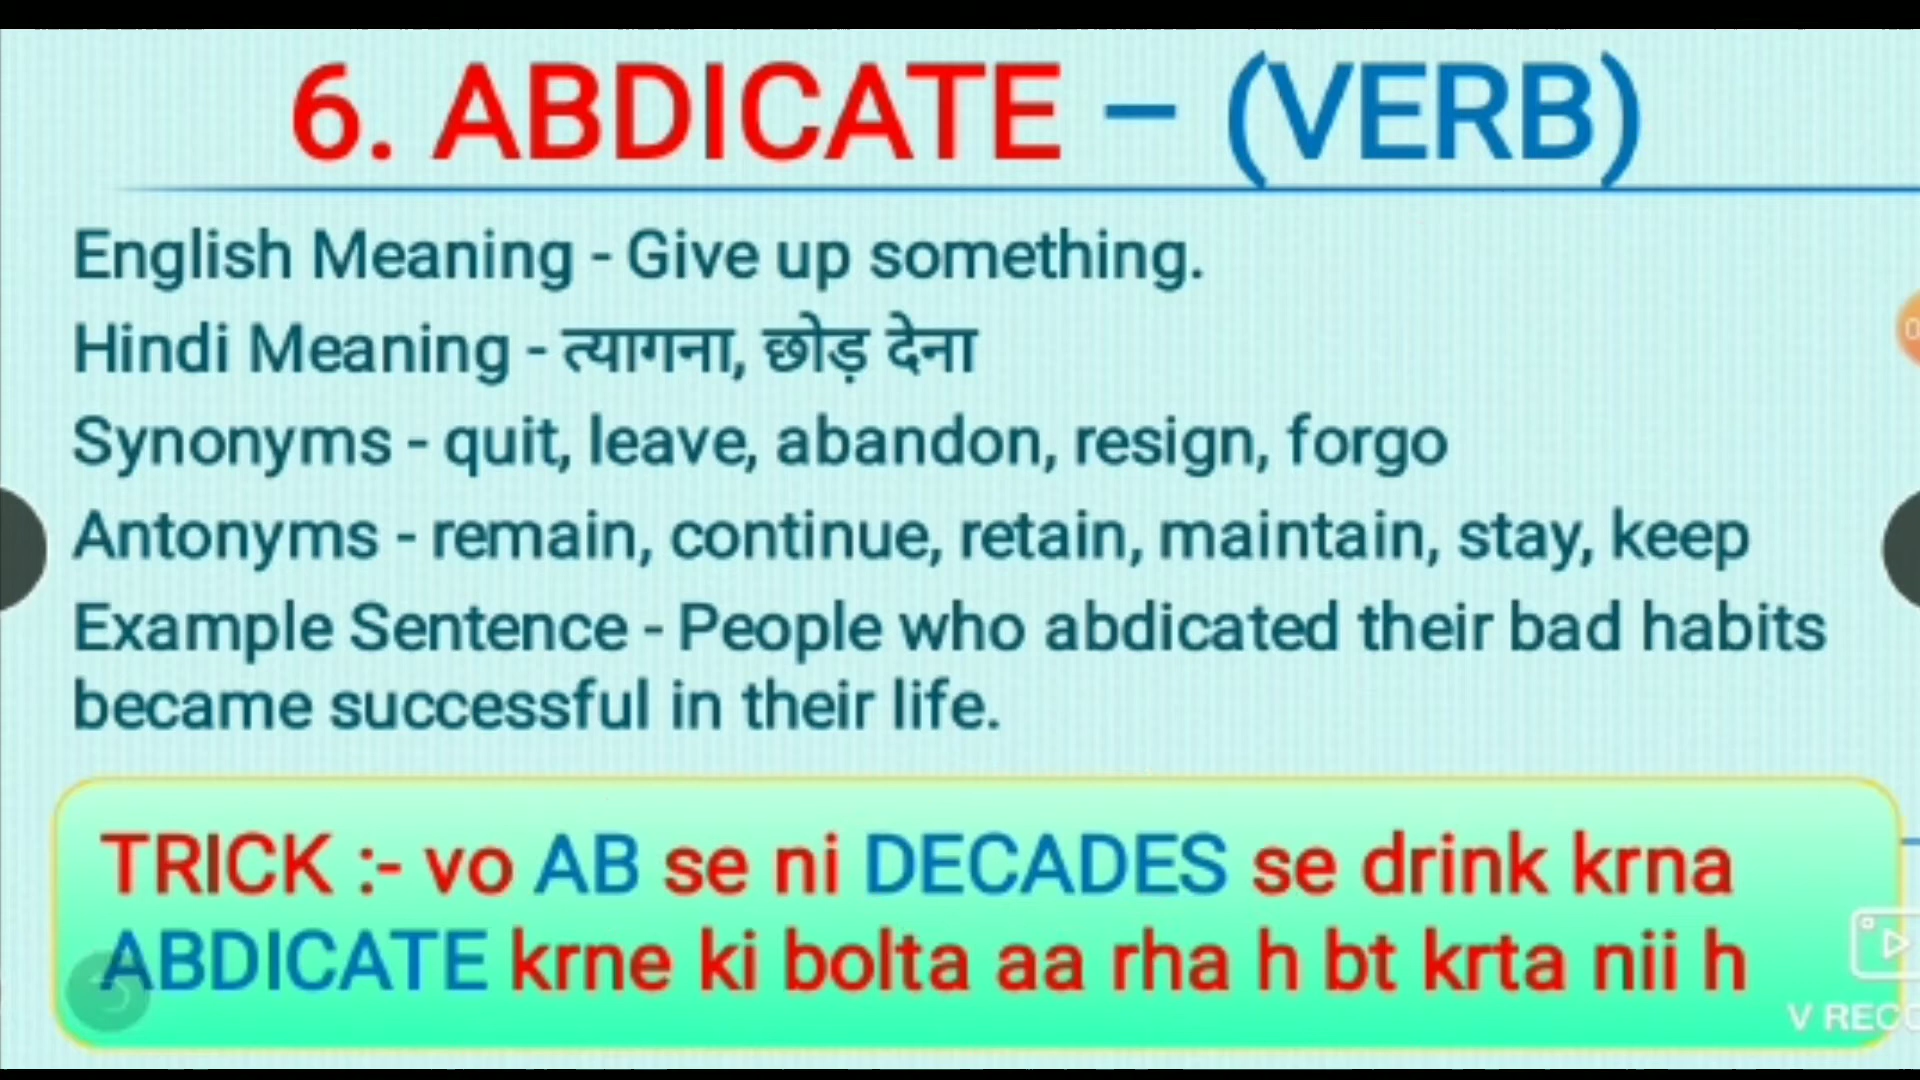 6. ABDICATE – (VERB)
English Meaning - Give up something.
Hindi Meaning - त्यागना, छोड़ देना
Synonyms - quit, leave, abandon, resign, forgo
Antonyms - remain, continue, retain, maintain, stay, keep
Example Sentence - People who abdicated their bad habits
became successful in their life.
TRICK :- vo AB se ni DECADES se drink krna
ABDICATE krne ki bolta aa rha h bt krta nii h
V